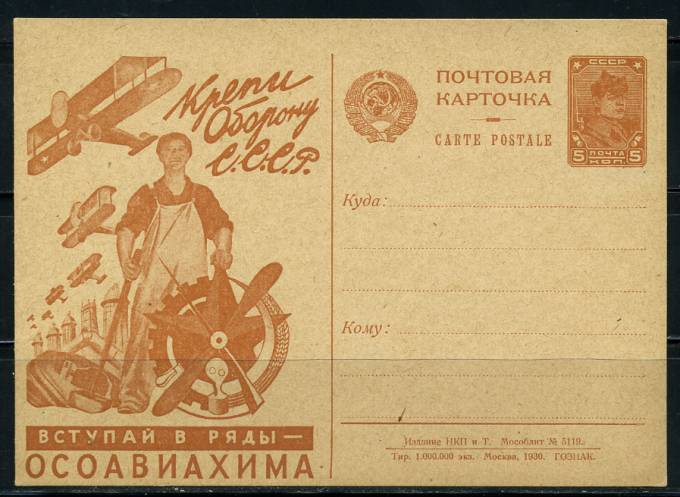 Крепи
Оборону
С.С.С.Р.
ВСТУПАЙ В РЯДЫ—
ОСОАВИАХИМА
ПОЧТОВАЯ
КАРТОЧКА
CARTE POSTALE
СССР
ПОЧТА
5 КОП. 5
Куда:
Кому:
Издание НКП и Т. Мособлит № 5119.
Тир. 1.000.000 экз. Москва, 1930. ГОЗНАК.